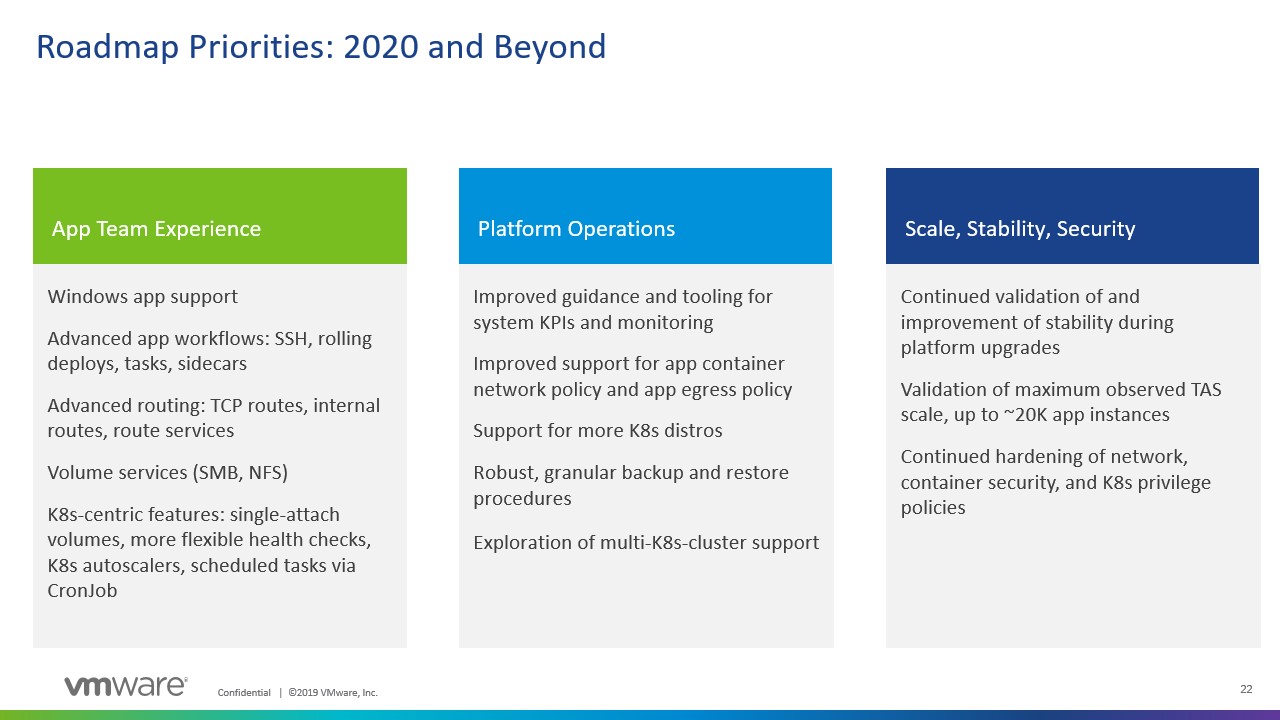 Roadmap Priorities: 2020 and Beyond
App Team Experience
Windows app support
Advanced app workflows: SSH, rolling
deploys, tasks, sidecars
Advanced routing: TCP routes, internal
routes, route services
Volume services (SMB, NFS)
K8s-centric features: single-attach
volumes, more flexible health checks,
K8s autoscalers, scheduled tasks via
CronJob
Platform Operations
Improved guidance and tooling for
system KPIs and monitoring
Improved support for app container
network policy and app egress policy
Support for more K8s distros
Robust, granular backup and restore
procedures
Exploration of multi-K8s-cluster support
Scale, Stability, Security
Continued validation of and
improvement of stability during
platform upgrades
Validation of maximum observed TAS
scale, up to ~20K app instances
Continued hardening of network,
container security, and K8s privilege
policies
vmware®
Confidential | ©2019 VMware, Inc.
22